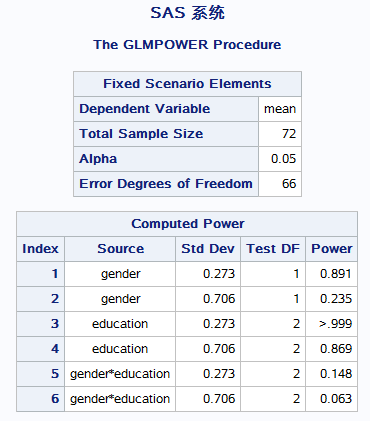 SAS 系统
The GLMPOWER Procedure
Fixed Scenario Elements
Dependent Variable mean
Total Sample Size 72
Alpha 0.05
Error Degrees of Freedom 66
Computed Power
Index Source Std Dev Test DF Power
1 gender 0.273 1 0.891
2 gender 0.706 1 0.235
3 education 0.273 2 >.999
4 education 0.706 2 0.869
5 gender*education 0.273 2 0.148
6 gender*education 0.706 2 0.063